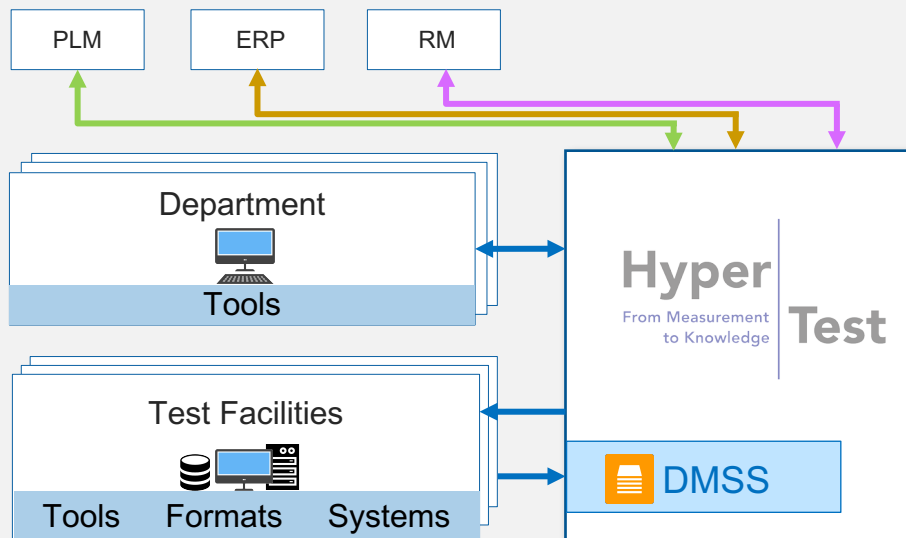 PLM
ERP
RM
Department
Tools
Hyper
From Measurement
to Knowledge
Test
Test Facilities
Tools Formats Systems
DMSS